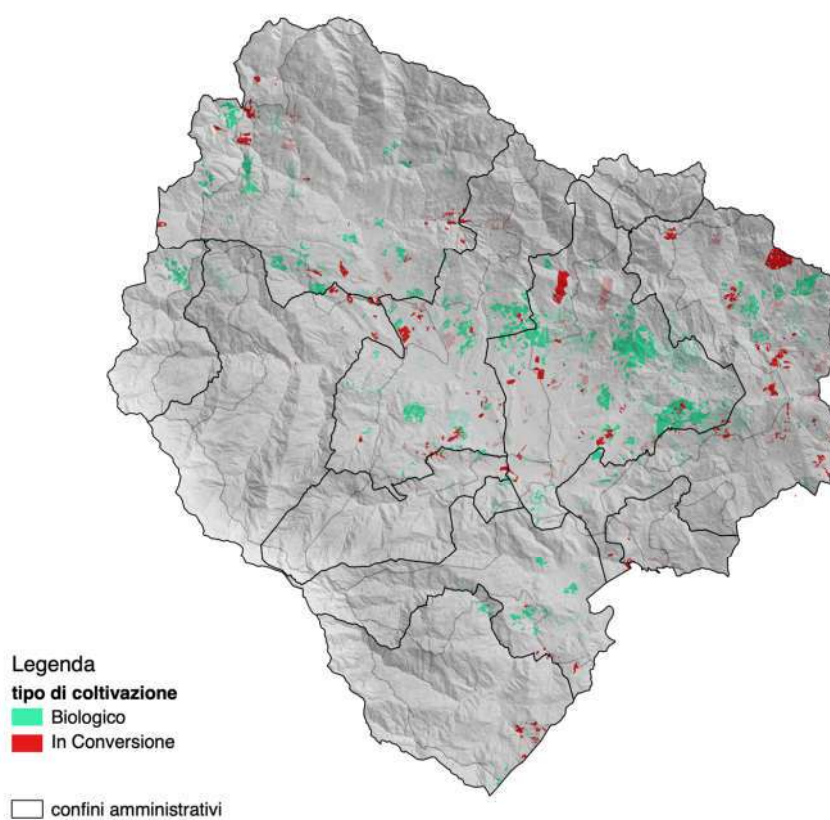 Legenda
tipo di coltivazione
Biologico
In Conversione
confini amministrativi